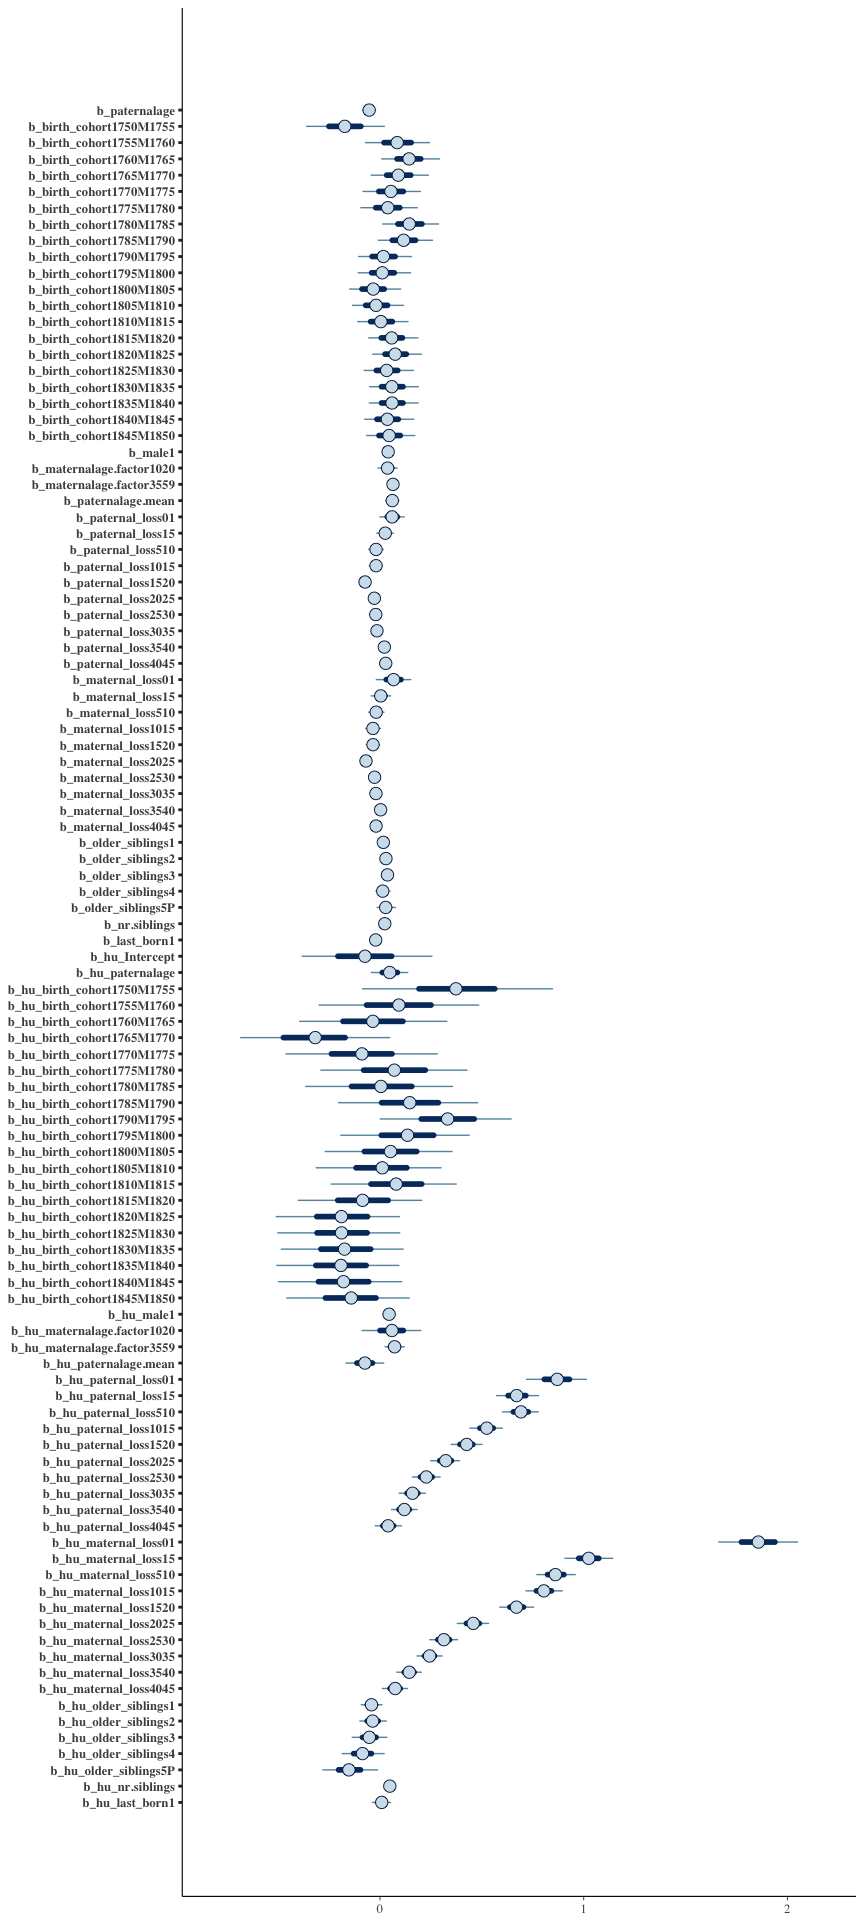 b_paternalage
b_birth_cohort1750M1755
b_birth_cohort1755M1760
b_birth_cohort1760M1765
b_birth_cohort1765M1770
b_birth_cohort1770M1775
b_birth_cohort1775M1780
b_birth_cohort1780M1785
b_birth_cohort1785M1790
b_birth_cohort1790M1795
b_birth_cohort1795M1800
b_birth_cohort1800M1805
b_birth_cohort1805M1810
b_birth_cohort1810M1815
b_birth_cohort1815M1820
b_birth_cohort1820M1825
b_birth_cohort1825M1830
b_birth_cohort1830M1835
b_birth_cohort1835M1840
b_birth_cohort1840M1845
b_birth_cohort1845M1850
b_male1
b_maternalage.factor1020
b_maternalage.factor3559
b_paternalage.mean
b_paternal_loss01
b_paternal_loss15
b_paternal_loss510
b_paternal_loss1015
b_paternal_loss1520
b_paternal_loss2025
b_paternal_loss2530
b_paternal_loss3035
b_paternal_loss3540
b_paternal_loss4045
b_maternal_loss01
b_maternal_loss15
b_maternal_loss510
b_maternal_loss1015
b_maternal_loss1520
b_maternal_loss2025
b_maternal_loss2530
b_maternal_loss3035
b_maternal_loss3540
b_maternal_loss4045
b_older_siblings1
b_older_siblings2
b_older_siblings3
b_older_siblings4
b_older_siblings5P
b_nr.siblings
b_last_born1
b_hu_Intercept
b_hu_paternalage
b_hu_birth_cohort1750M1755
b_hu_birth_cohort1755M1760
b_hu_birth_cohort1760M1765
b_hu_birth_cohort1765M1770
b_hu_birth_cohort1770M1775
b_hu_birth_cohort1775M1780
b_hu_birth_cohort1780M1785
b_hu_birth_cohort1785M1790
b_hu_birth_cohort1790M1795
b_hu_birth_cohort1795M1800
b_hu_birth_cohort1800M1805
b_hu_birth_cohort1805M1810
b_hu_birth_cohort1810M1815
b_hu_birth_cohort1815M1820
b_hu_birth_cohort1820M1825
b_hu_birth_cohort1825M1830
b_hu_birth_cohort1830M1835
b_hu_birth_cohort1835M1840
b_hu_birth_cohort1840M1845
b_hu_birth_cohort1845M1850
b_hu_male1
b_hu_maternalage.factor1020
b_hu_maternalage.factor3559
b_hu_paternalage.mean
b_hu_paternal_loss01
b_hu_paternal_loss15
b_hu_paternal_loss510
b_hu_paternal_loss1015
b_hu_paternal_loss1520
b_hu_paternal_loss2025
b_hu_paternal_loss2530
b_hu_paternal_loss3035
b_hu_paternal_loss3540
b_hu_paternal_loss4045
b_hu_maternal_loss01
b_hu_maternal_loss15
b_hu_maternal_loss510
b_hu_maternal_loss1015
b_hu_maternal_loss1520
b_hu_maternal_loss2025
b_hu_maternal_loss2530
b_hu_maternal_loss3035
b_hu_maternal_loss3540
b_hu_maternal_loss4045
b_hu_older_siblings1
b_hu_older_siblings2
b_hu_older_siblings3
b_hu_older_siblings4
b_hu_older_siblings5P
b_hu_nr.siblings
b_hu_last_born1
0 1 2